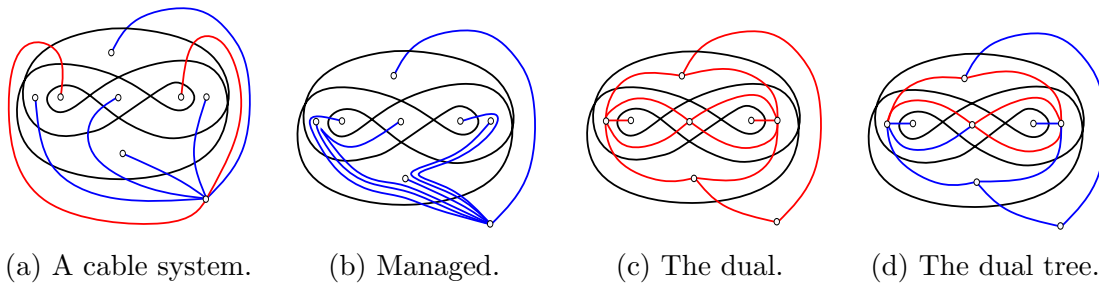 (a) A cable system. (b) Managed. (c) The dual. (d) The dual tree.